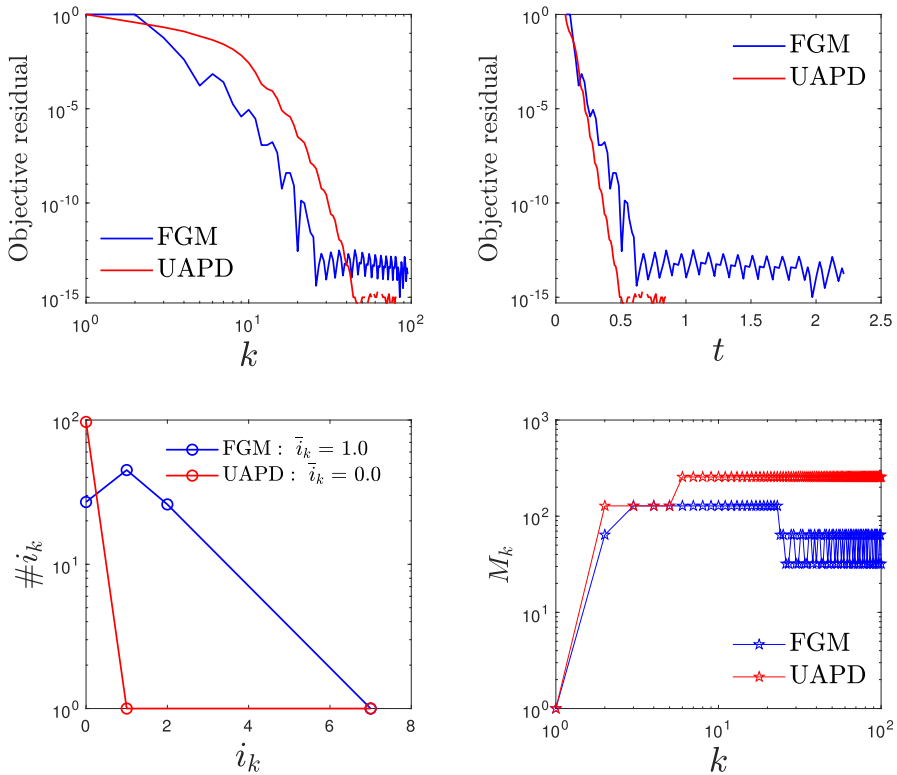 Objective residual
10^0
10^-5
10^-10
10^-15
FGM
UAPD
10^0 10^1 10^2
k
Objective residual
10^0
10^-5
10^-10
10^-15
FGM
UAPD
0 0.5 1 1.5 2 2.5
t
#i_k
10^2
10^1
10^0
FGM : i̅_k = 1.0
UAPD : i̅_k = 0.0
0 2 4 6 8
i_k
M_k
10^3
10^2
10^1
10^0
FGM
UAPD
10^0 10^1 10^2
k